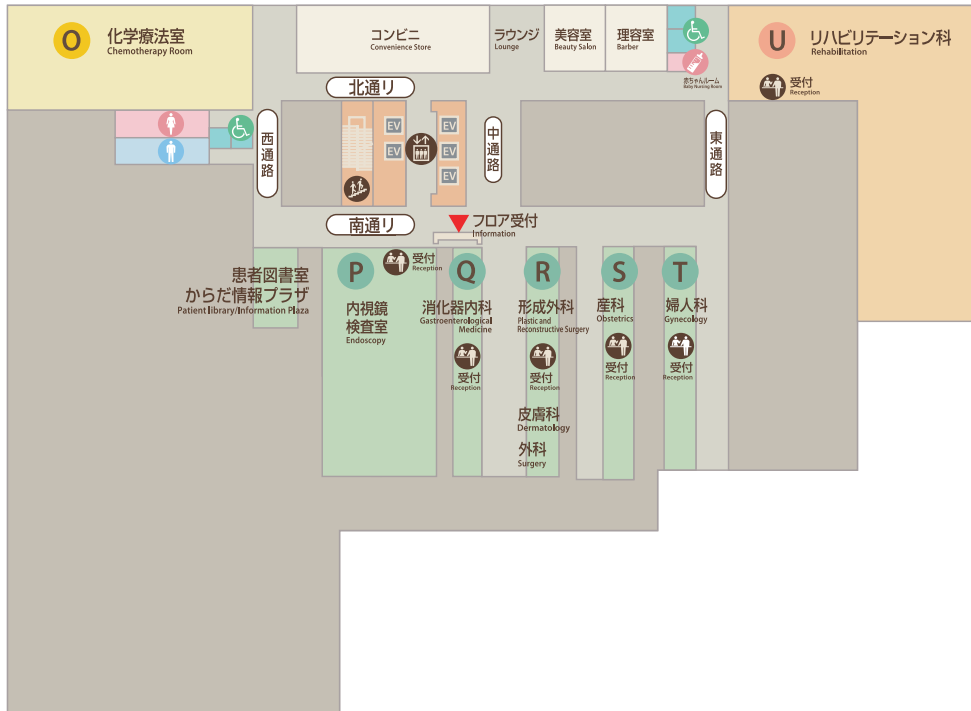 O
化学療法室
Chemotherapy Room
コンビニ
Convenience Store
ラウンジ
Lounge
美容室
Beauty Salon
理容室
Barber
赤ちゃんルーム
Baby Nursing Room
U
リハビリテーション科
Rehabilitation
受付
Reception
北通り
西通路
EV
EV
EV
EV
EV
中通路
東通路
南通り
フロア受付
Information
患者図書室
からだ情報プラザ
Patient library/Information Plaza
P
受付
Reception
内視鏡
検査室
Endoscopy
Q
消化器内科
Gastroenterological
Medicine
受付
Reception
R
形成外科
Plastic and
Reconstructive Surgery
受付
Reception
皮膚科
Dermatology
外科
Surgery
S
産科
Obstetrics
受付
Reception
T
婦人科
Gynecology
受付
Reception